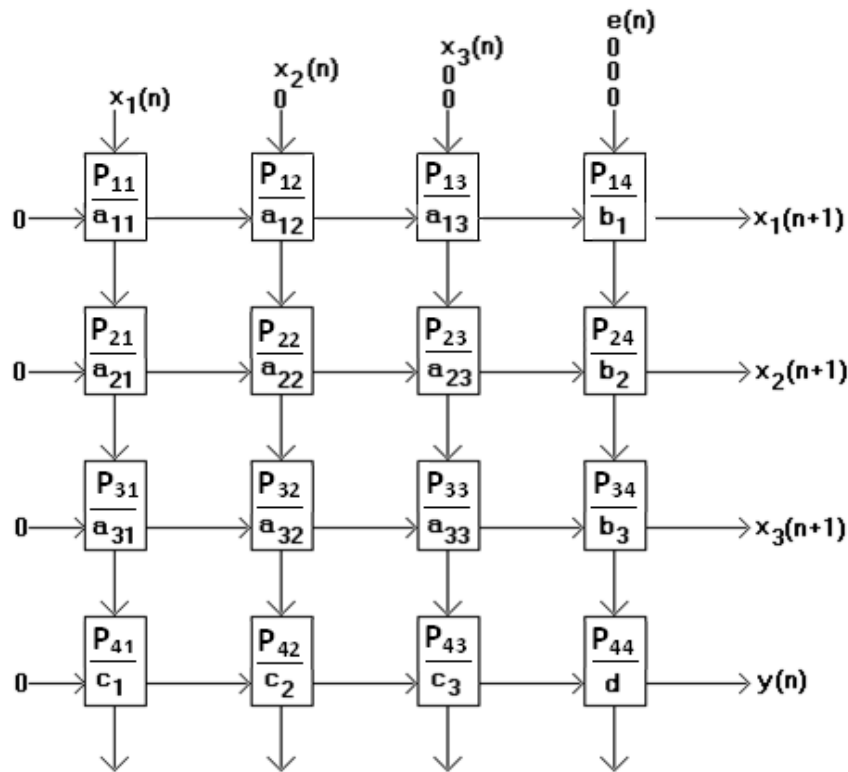 e(n)
x₃(n) 0
x₂(n) 0 0
x₁(n) 0 0 0
P₁₁ P₁₂ P₁₃ P₁₄
0 a₁₁ a₁₂ a₁₃ b₁ x₁(n+1)
P₂₁ P₂₂ P₂₃ P₂₄
0 a₂₁ a₂₂ a₂₃ b₂ x₂(n+1)
P₃₁ P₃₂ P₃₃ P₃₄
0 a₃₁ a₃₂ a₃₃ b₃ x₃(n+1)
P₄₁ P₄₂ P₄₃ P₄₄
0 c₁ c₂ c₃ d y(n)